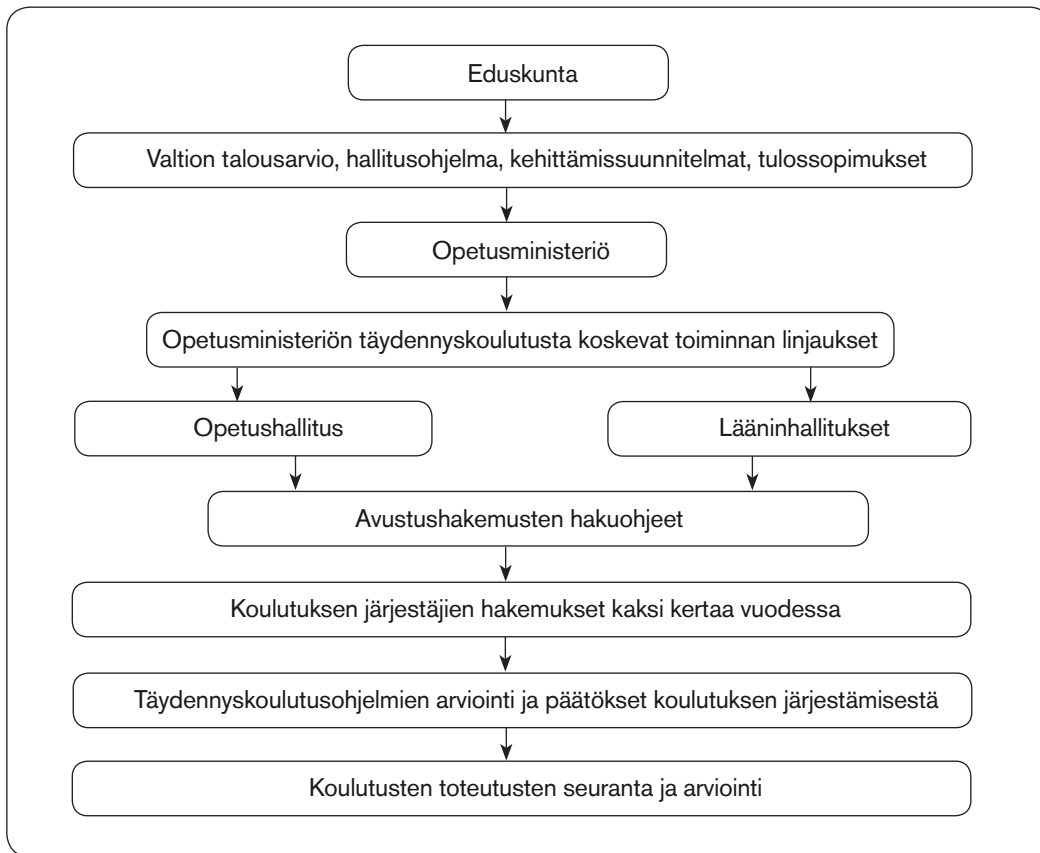 Eduskunta
Valtion talousarvio, hallitusohjelma, kehittämissuunnitelmat, tulossopimukset
Opetusministeriö
Opetusministeriön täydennyskoulutusta koskevat toiminnan linjaukset
Opetushallitus
Lääninhallitukset
Avustushakemusten hakuohjeet
Koulutuksen järjestäjien hakemukset kaksi kertaa vuodessa
Täydennyskoulutusohjelmien arviointi ja päätökset koulutuksen järjestämisestä
Koulutusten toteutusten seuranta ja arviointi